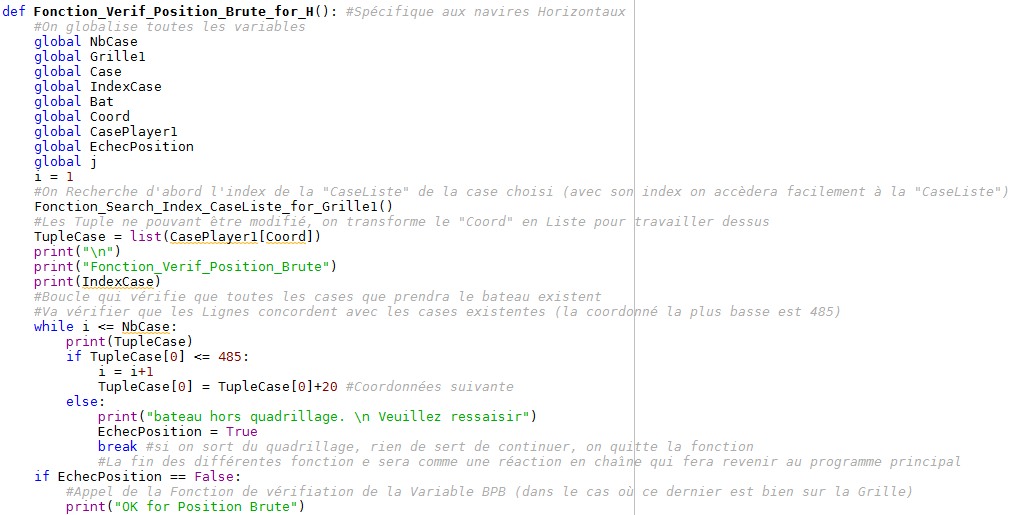 def Fonction_Verif_Position_Brute_for_H(): #Spécifique aux navires Horizontaux
    #On globalise toutes les variables
    global NbCase
    global Grille1
    global Case
    global IndexCase
    global Bat
    global Coord
    global CasePlayer1
    global EchecPosition
    global j
    i = 1
    #On Recherche d'abord l'index de la "CaseListe" de la case choisi (avec son index on accèdera facilement à la "CaseListe")
    Fonction_Search_Index_CaseListe_for_Grille1()
    #Les Tuple ne pouvant être modifié, on transforme le "Coord" en Liste pour travailler dessus
    TupleCase = list(CasePlayer1[Coord])
    print("\n")
    print("Fonction_Verif_Position_Brute")
    print(IndexCase)
    #Boucle qui vérifie que toutes les cases que prendra le bateau existent
    #Va vérifier que les Lignes concordent avec les cases existentes (la coordonné la plus basse est 485)
    while i <= NbCase:
        print(TupleCase)
        if TupleCase[0] <= 485:
            i = i+1
            TupleCase[0] = TupleCase[0]+20 #Coordonnées suivante
        else:
            print("bateau hors quadrillage. \n Veuillez ressaisir")
            EchecPosition = True
            break #si on sort du quadrillage, rien de sert de continuer, on quitte la fonction
            #La fin des différentes fonction e sera comme une réaction en chaîne qui fera revenir au programme principal
    if EchecPosition == False:
        #Appel de la Fonction de vérifiation de la Variable BPB (dans le cas où ce dernier est bien sur la Grille)
        print("OK for Position Brute")